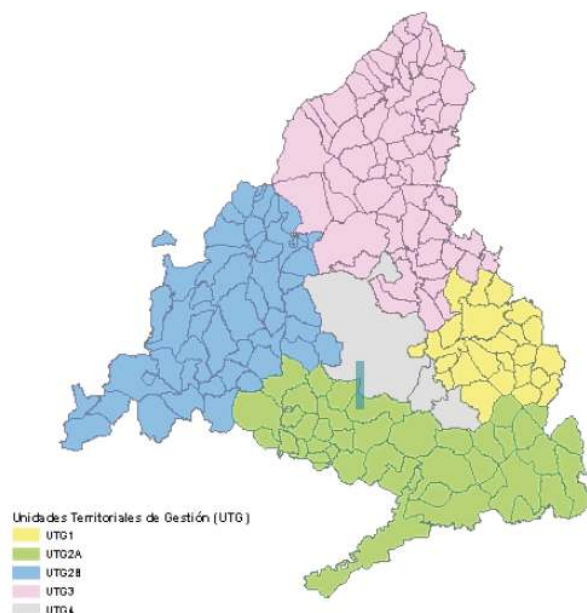 Unidades Territoriales de Gestión (UTG)
UTG1
UTG2A
UTG2B
UTG3
UTG4